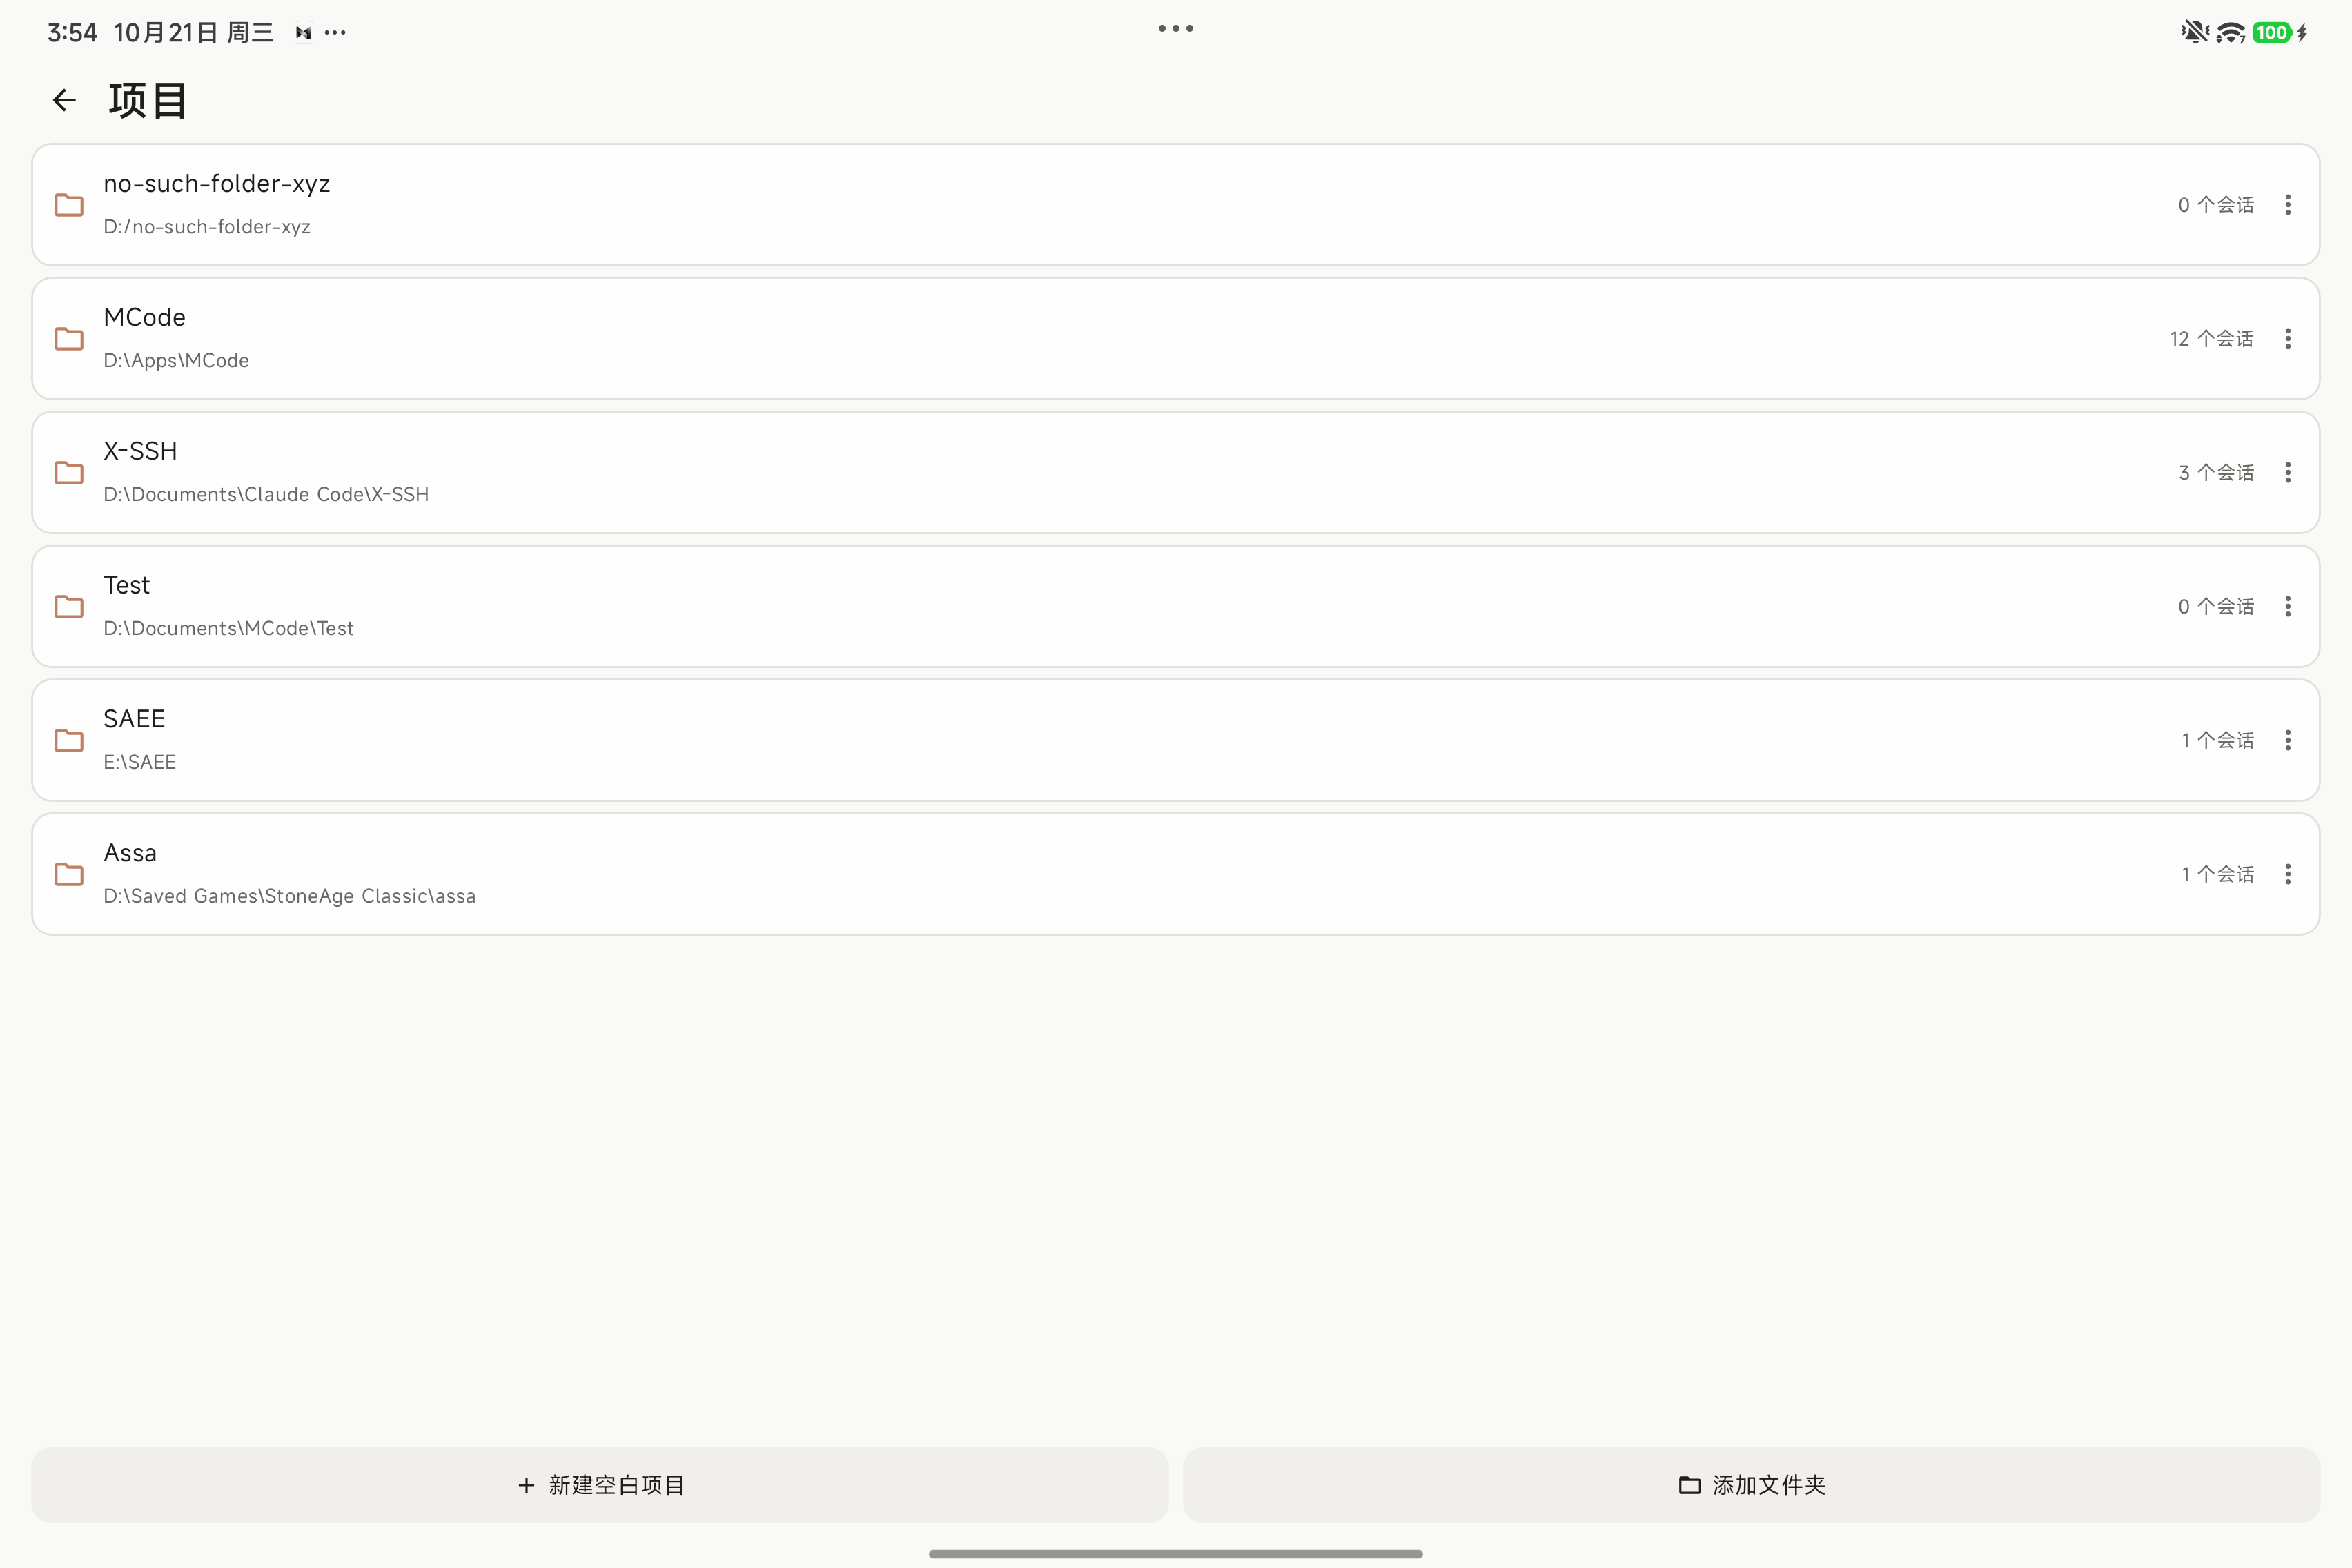 3:54 10月21日 周三
7 100
项目
no-such-folder-xyz
D:/no-such-folder-xyz
0 个会话
MCode
D:\Apps\MCode
12 个会话
X-SSH
D:\Documents\Claude Code\X-SSH
3 个会话
Test
D:\Documents\MCode\Test
0 个会话
SAEE
E:\SAEE
1 个会话
Assa
D:\Saved Games\StoneAge Classic\assa
1 个会话
+ 新建空白项目
添加文件夹